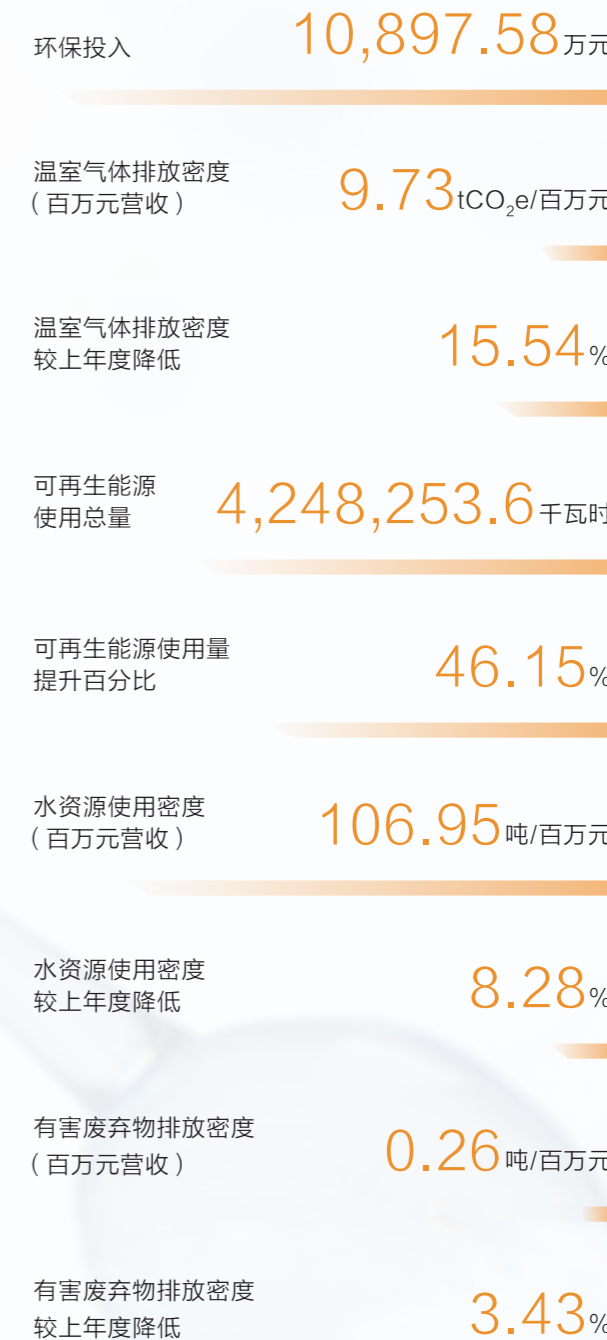 环保投入 10,897.58万元
温室气体排放密度
（百万元营收） 9.73tCO₂e/百万元
温室气体排放密度
较上年度降低 15.54%
可再生能源
使用总量 4,248,253.6千瓦时
可再生能源使用量
提升百分比 46.15%
水资源使用密度
（百万元营收） 106.95吨/百万元
水资源使用密度
较上年度降低 8.28%
有害废弃物排放密度
（百万元营收） 0.26吨/百万元
有害废弃物排放密度
较上年度降低 3.43%